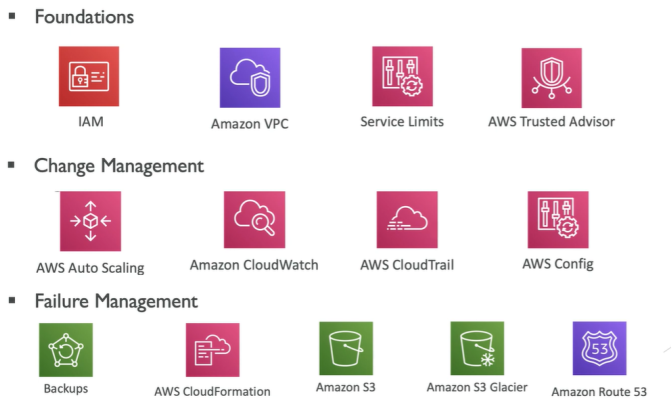 ▪ Foundations
IAM
Amazon VPC
Service Limits
AWS Trusted Advisor
▪ Change Management
AWS Auto Scaling
Amazon CloudWatch
AWS CloudTrail
AWS Config
▪ Failure Management
53
Backups
AWS CloudFormation
Amazon S3
Amazon S3 Glacier
Amazon Route 53